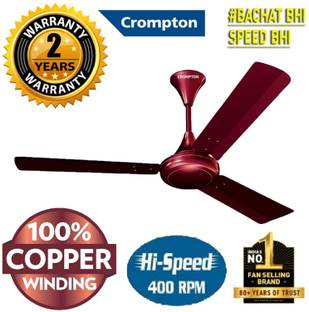 WARRANTY
2
YEARS
WARRANTY
Crompton
#BACHAT BHI
SPEED BHI
CROMPTON
100%
COPPER
WINDING
Hi-Speed
400 RPM
INDIA'S
NO.1
FAN SELLING
BRAND
80+ YEARS OF TRUST